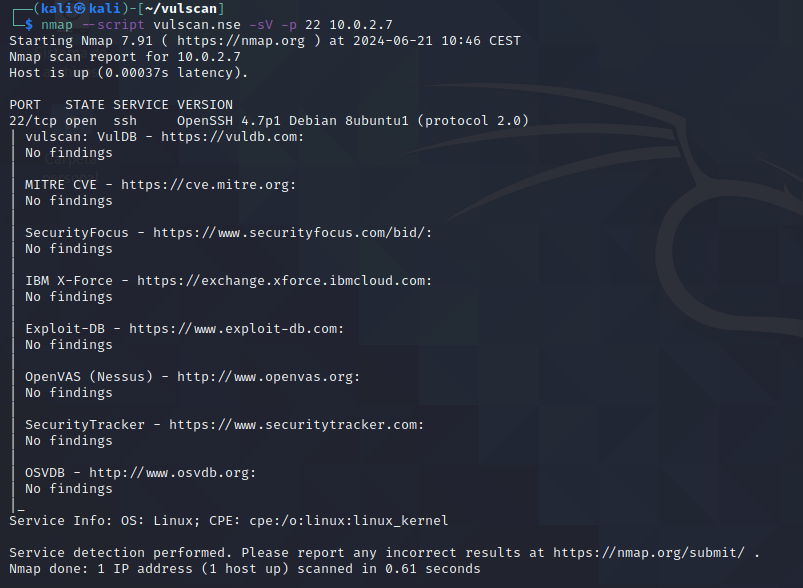 ┌──(kali㉿kali)-[~/vulscan]
└─$ nmap --script vulscan.nse -sV -p 22 10.0.2.7
Starting Nmap 7.91 ( https://nmap.org ) at 2024-06-21 10:46 CEST
Nmap scan report for 10.0.2.7
Host is up (0.00037s latency).

PORT   STATE SERVICE VERSION
22/tcp open  ssh     OpenSSH 4.7p1 Debian 8ubuntu1 (protocol 2.0)
| vulscan: VulDB - https://vuldb.com:
| No findings
|
| MITRE CVE - https://cve.mitre.org:
| No findings
|
| SecurityFocus - https://www.securityfocus.com/bid/:
| No findings
|
| IBM X-Force - https://exchange.xforce.ibmcloud.com:
| No findings
|
| Exploit-DB - https://www.exploit-db.com:
| No findings
|
| OpenVAS (Nessus) - http://www.openvas.org:
| No findings
|
| SecurityTracker - https://www.securitytracker.com:
| No findings
|
| OSVDB - http://www.osvdb.org:
| No findings
|_
Service Info: OS: Linux; CPE: cpe:/o:linux:linux_kernel

Service detection performed. Please report any incorrect results at https://nmap.org/submit/ .
Nmap done: 1 IP address (1 host up) scanned in 0.61 seconds